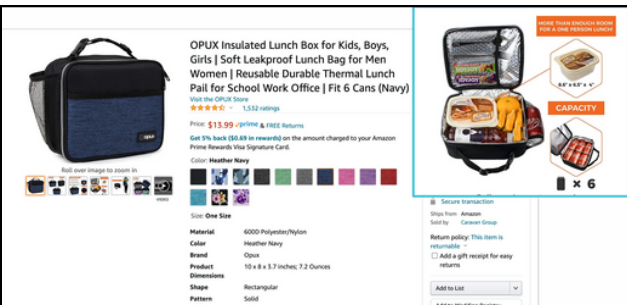 OPUX Insulated Lunch Box for Kids, Boys,
Girls | Soft Leakproof Lunch Bag for Men
Women | Reusable Durable Thermal Lunch
Pail for School Work Office | Fit 6 Cans (Navy)
Visit the OPUX Store
1,532 ratings
Price: $13.99 prime & FREE Returns
Get 5% back ($0.69 in rewards) on the amount charged to your Amazon
Prime Rewards Visa Signature Card.
Color: Heather Navy
Size: One Size
Material 600D Polyester/Nylon
Color Heather Navy
Brand Opux
Product Dimensions 10 x 8 x 3.7 inches; 7.2 Ounces
Shape Rectangular
Pattern Solid
opux
Roll over image to zoom in
VIDEO
MORE THAN ENOUGH ROOM
FOR A ONE PERSON LUNCH!
CAPACITY
x 6
Secure transaction
Ships from Amazon
Sold by Caravan Group
Return policy: This item is
returnable
Add a gift receipt for easy
returns
Add to List